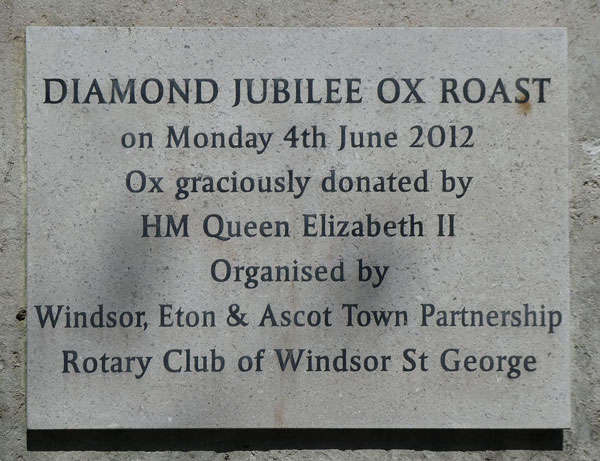 DIAMOND JUBILEE OX ROAST
on Monday 4th June 2012
Ox graciously donated by
HM Queen Elizabeth II
Organised by
Windsor, Eton & Ascot Town Partnership
Rotary Club of Windsor St George